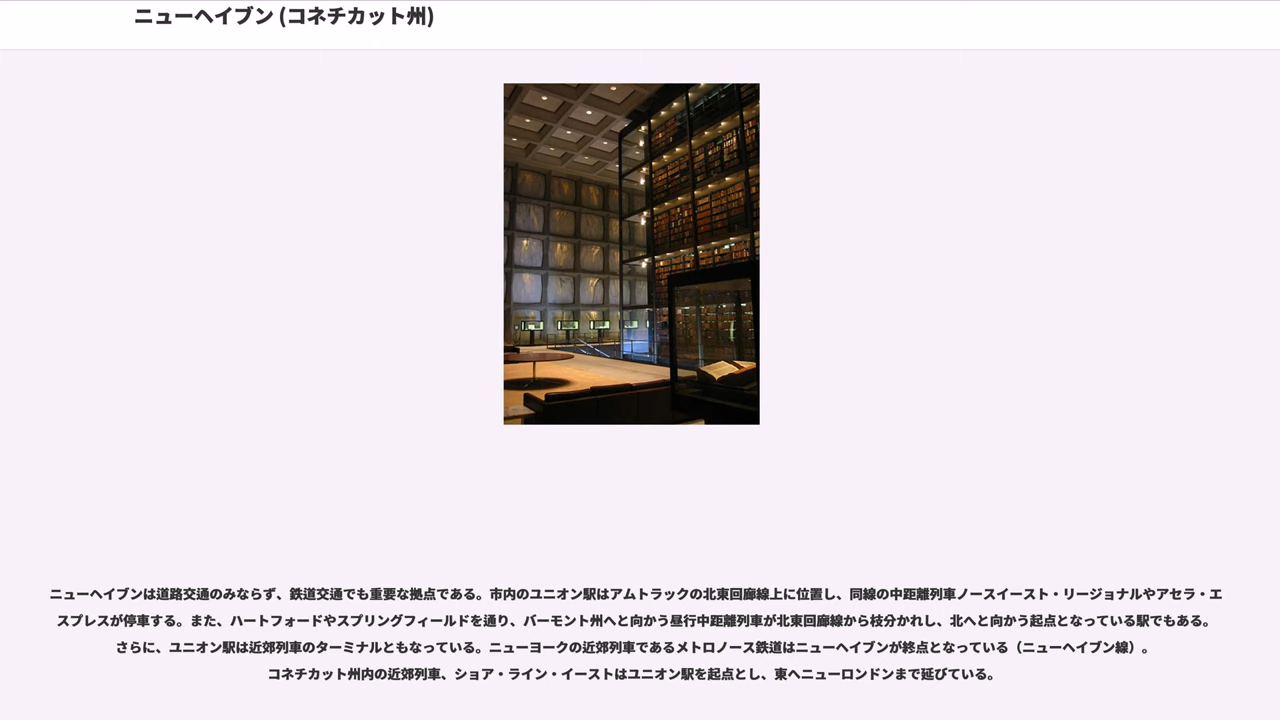 ニューヘイブン (コネチカット州)
ニューヘイブンは道路交通のみならず、鉄道交通でも重要な拠点である。市内のユニオン駅はアムトラックの北東回廊線上に位置し、同線の中距離列車ノースイースト・リージョナルやアセラ・エ
スプレスが停車する。また、ハートフォードやスプリングフィールドを通り、バーモント州へと向かう昼行中距離列車が北東回廊線から枝分かれし、北へと向かう起点となっている駅でもある。
さらに、ユニオン駅は近郊列車のターミナルともなっている。ニューヨークの近郊列車であるメトロノース鉄道はニューヘイブンが終点となっている（ニューヘイブン線）。
コネチカット州内の近郊列車、ショア・ライン・イーストはユニオン駅を起点とし、東へニューロンドンまで延びている。